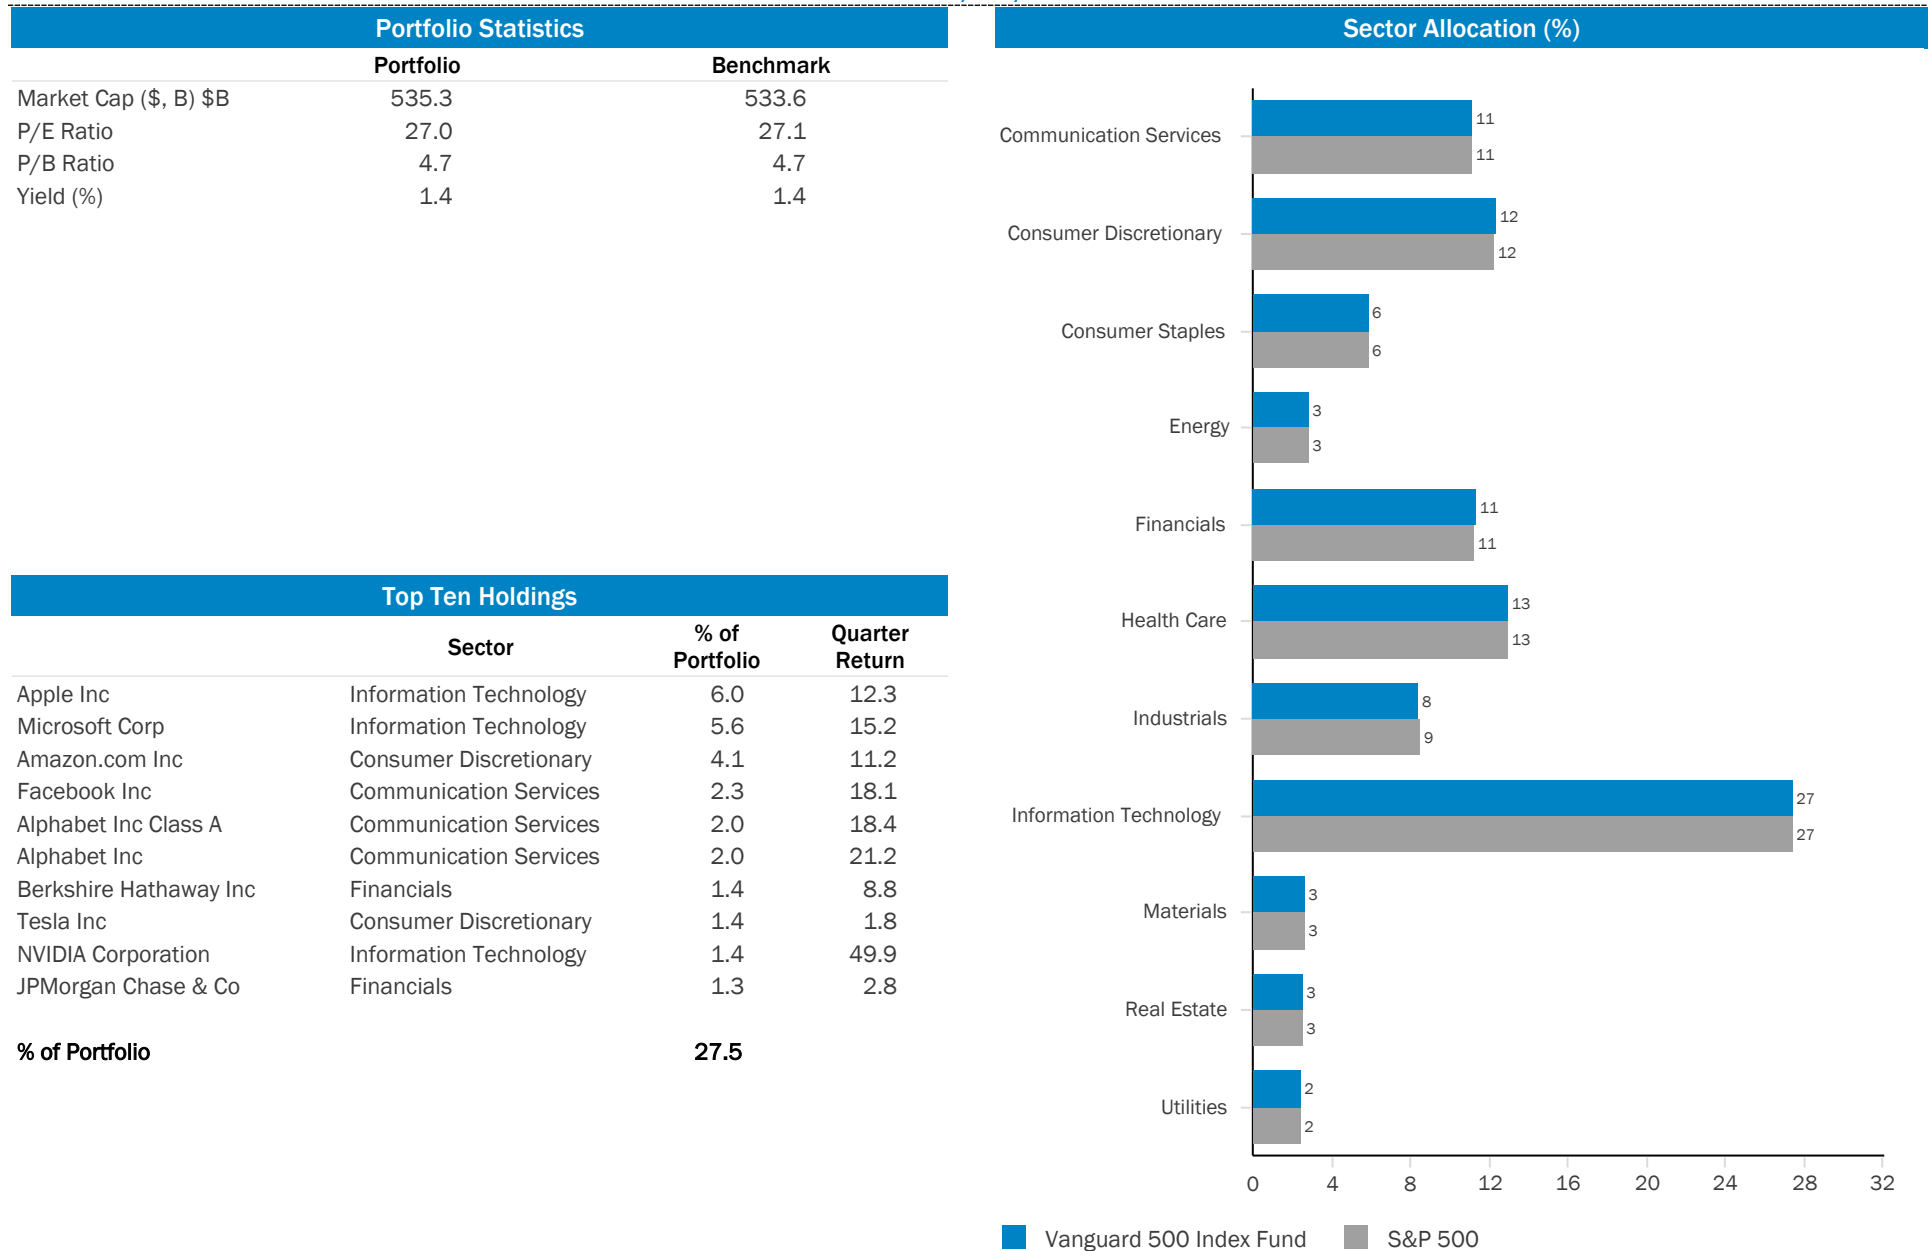 Portfolio Statistics
Portfolio Benchmark
Market Cap ($, B) $B 535.3 533.6
P/E Ratio 27.0 27.1
P/B Ratio 4.7 4.7
Yield (%) 1.4 1.4
Top Ten Holdings
Sector % of Portfolio Quarter Return
Apple Inc Information Technology 6.0 12.3
Microsoft Corp Information Technology 5.6 15.2
Amazon.com Inc Consumer Discretionary 4.1 11.2
Facebook Inc Communication Services 2.3 18.1
Alphabet Inc Class A Communication Services 2.0 18.4
Alphabet Inc Communication Services 2.0 21.2
Berkshire Hathaway Inc Financials 1.4 8.8
Tesla Inc Consumer Discretionary 1.4 1.8
NVIDIA Corporation Information Technology 1.4 49.9
JPMorgan Chase & Co Financials 1.3 2.8
% of Portfolio 27.5
Sector Allocation (%)
Communication Services 11 11
Consumer Discretionary 12 12
Consumer Staples 6 6
Energy 3 3
Financials 11 11
Health Care 13 13
Industrials 8 9
Information Technology 27 27
Materials 3 3
Real Estate 3 3
Utilities 2 2
0 4 8 12 16 20 24 28 32
Vanguard 500 Index Fund S&P 500